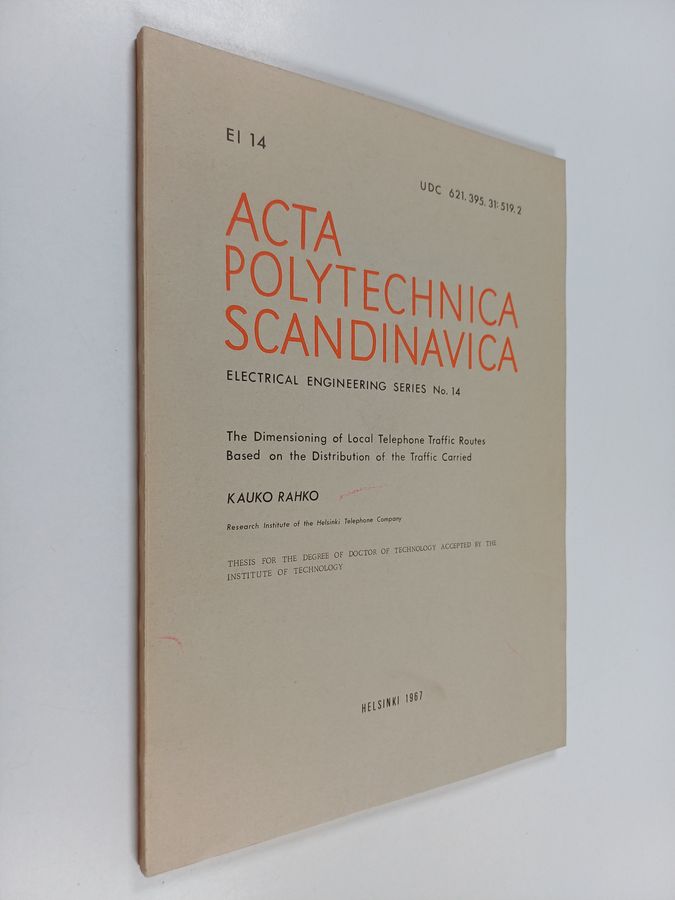 El 14
UDC 621.395.31:519.2
ACTA
POLYTECHNICA
SCANDINAVICA
ELECTRICAL ENGINEERING SERIES No. 14
The Dimensioning of Local Telephone Traffic Routes
Based on the Distribution of the Traffic Carried
KAUKO RAHKO
Research Institute of the Helsinki Telephone Company
THESIS FOR THE DEGREE OF DOCTOR OF TECHNOLOGY ACCEPTED BY THE
INSTITUTE OF TECHNOLOGY
HELSINKI 1967